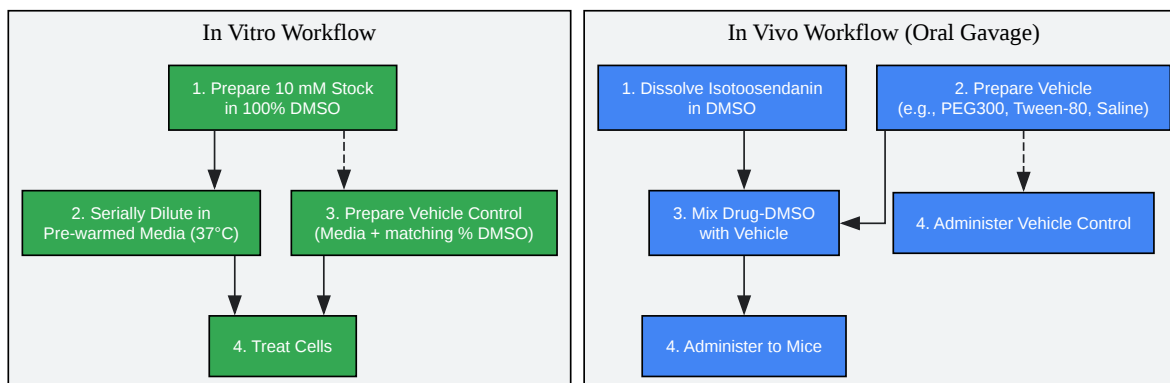 In Vitro Workflow
1. Prepare 10 mM Stock
in 100% DMSO
2. Serially Dilute in
Pre-warmed Media (37°C)
3. Prepare Vehicle Control
(Media + matching % DMSO)
4. Treat Cells
In Vivo Workflow (Oral Gavage)
1. Dissolve Isotoosendanin
in DMSO
2. Prepare Vehicle
(e.g., PEG300, Tween-80, Saline)
3. Mix Drug-DMSO
with Vehicle
4. Administer Vehicle Control
4. Administer to Mice